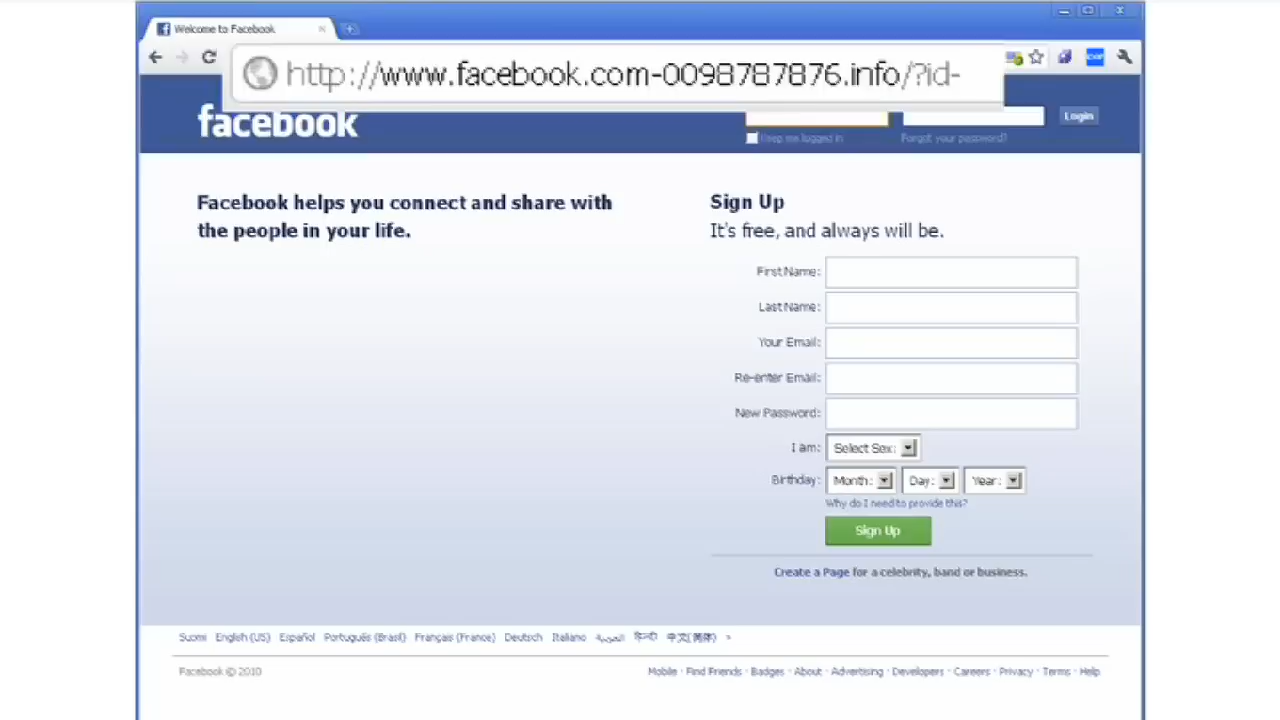 Welcome to Facebook
http://www.facebook.com-0098787876.info/?id-
facebook
Login
Keep me logged in
Forgot your password?
Facebook helps you connect and share with
the people in your life.
Sign Up
It's free, and always will be.
First Name:
Last Name:
Your Email:
Re-enter Email:
New Password:
I am: Select Sex:
Birthday: Month: Day: Year:
Why do I need to provide this?
Sign Up
Create a Page for a celebrity, band or business.
Suomi English (US) Español Português (Brasil) Français (France) Deutsch Italiano العربية हिन्दी 中文(简体) »
Facebook © 2010
Mobile · Find Friends · Badges · About · Advertising · Developers · Careers · Privacy · Terms · Help